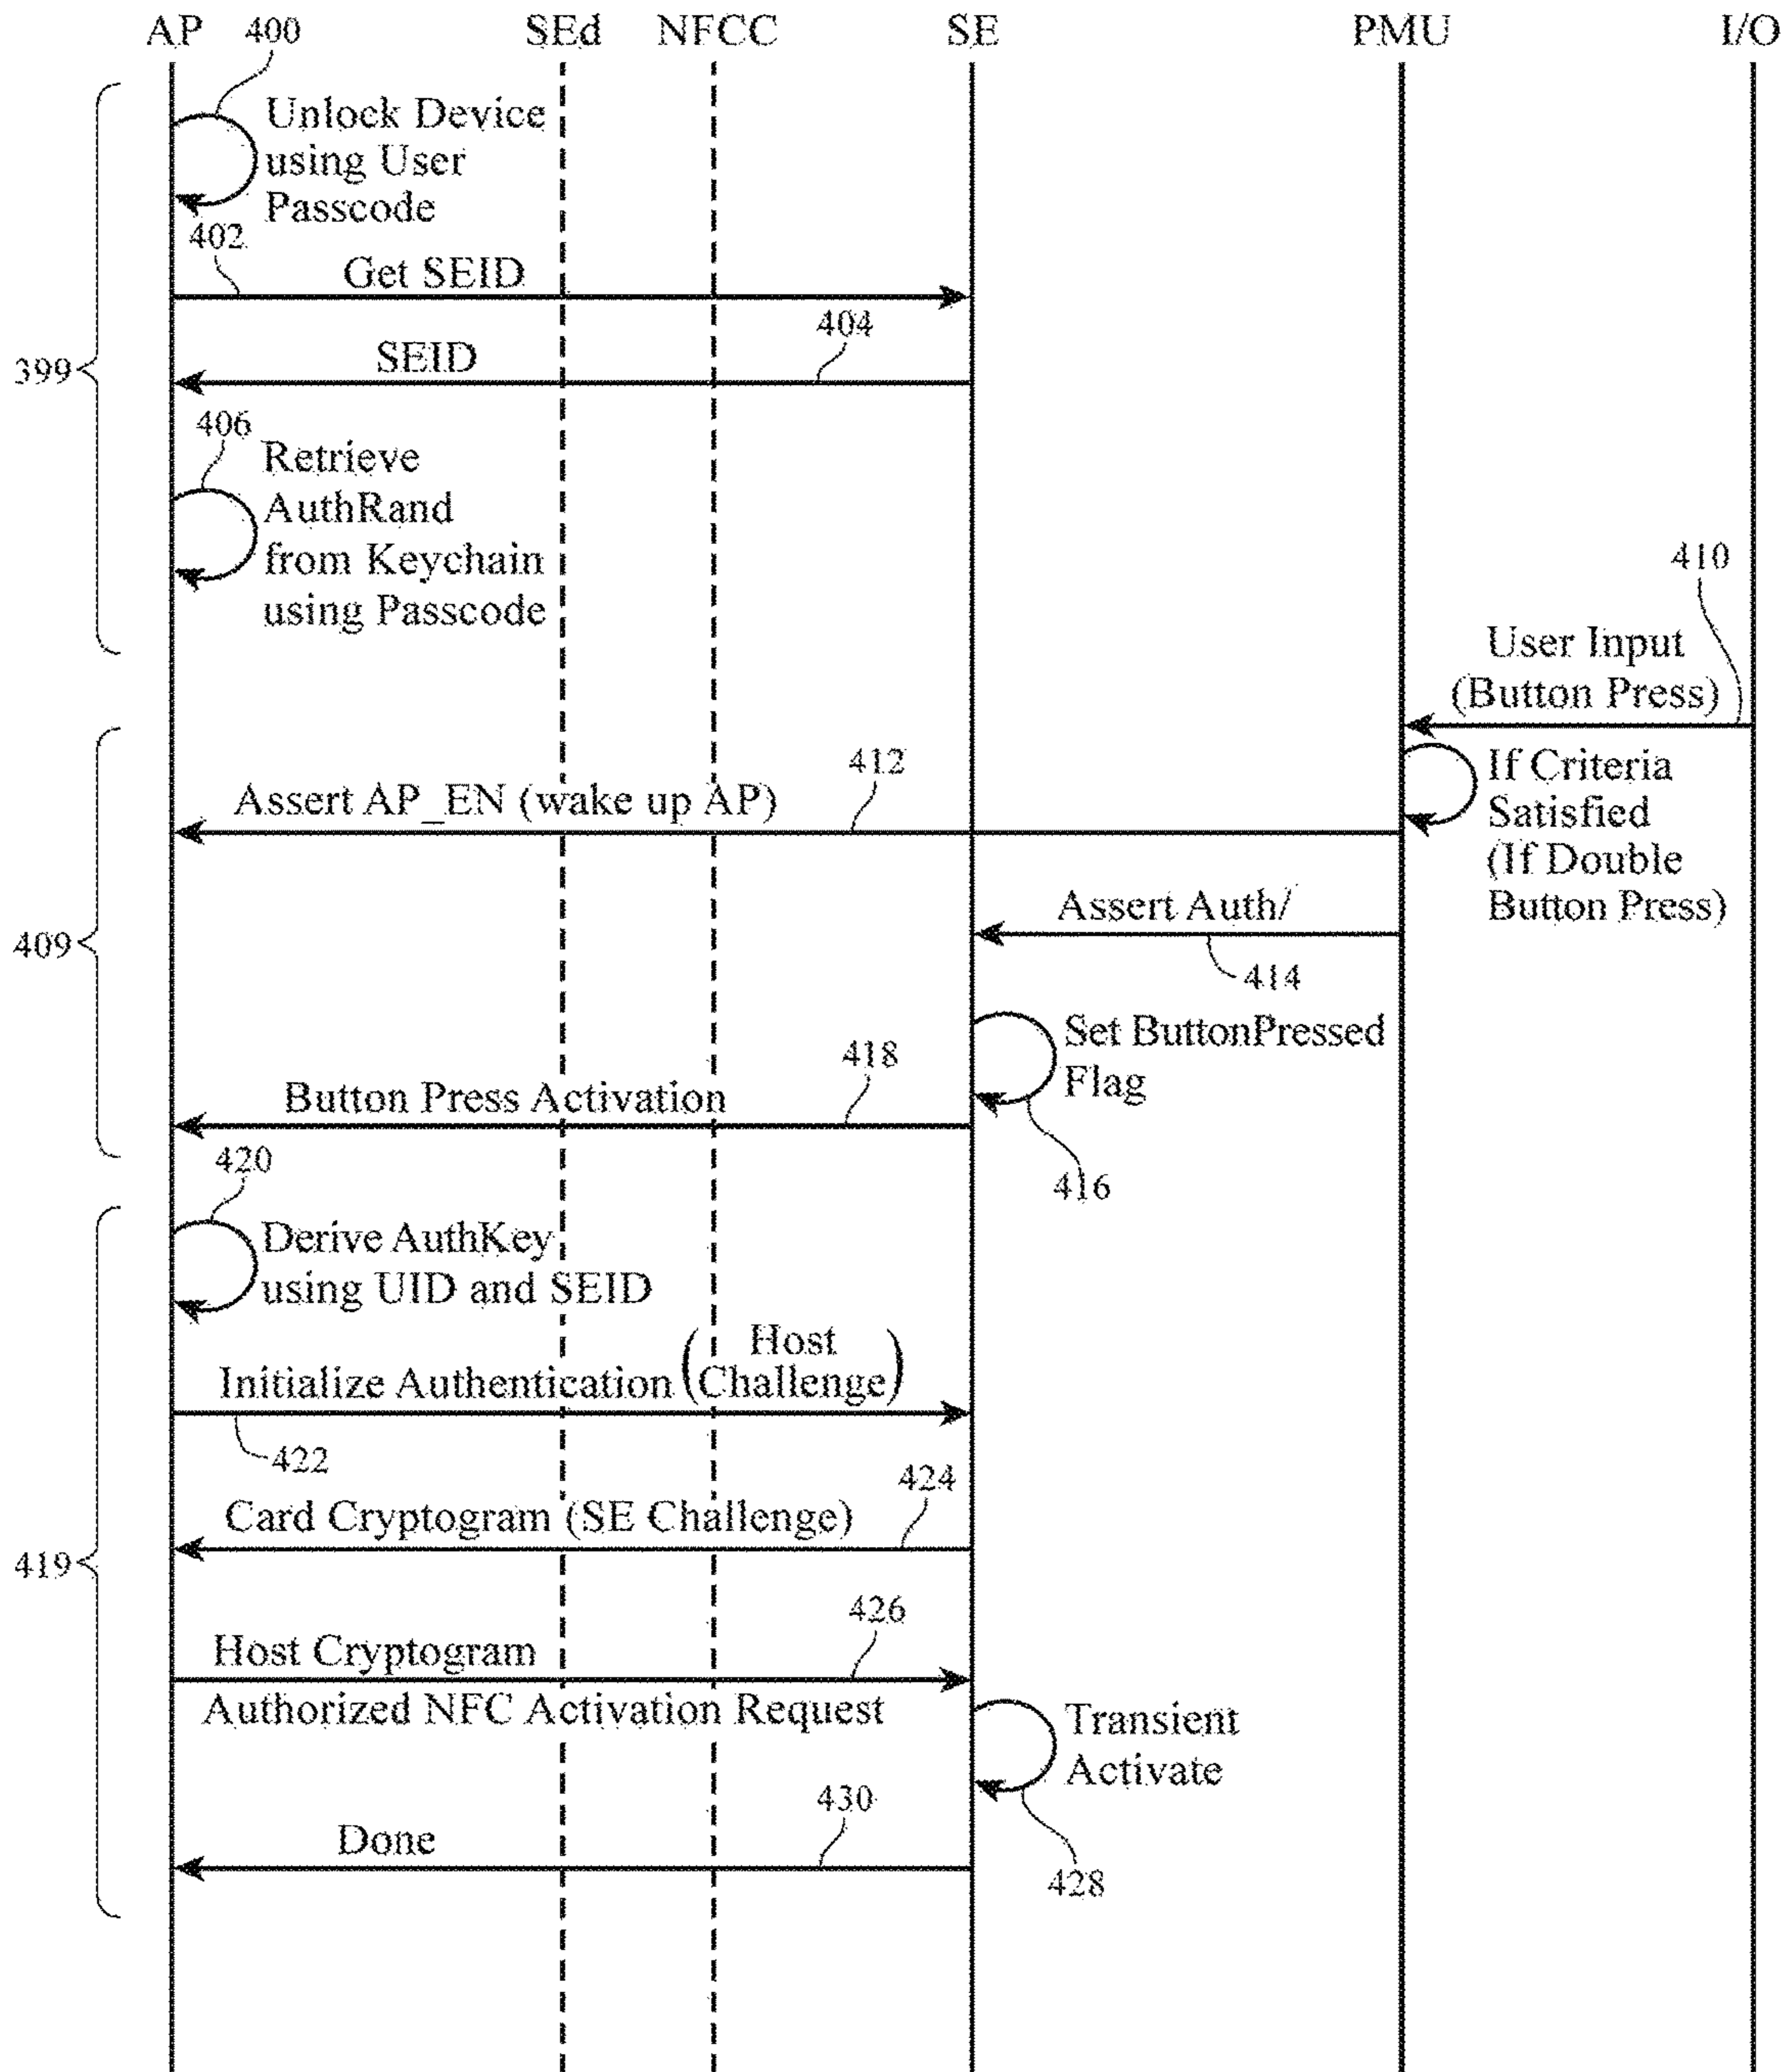 AP SEd NFCC SE PMU I/O
400
Unlock Device
using User
Passcode
402
Get SEID
404
SEID
399
406
Retrieve
AuthRand
from Keychain
using Passcode
410
User Input
(Button Press)
412
Assert AP_EN (wake up AP)
If Criteria
Satisfied
(If Double
Button Press)
Assert Auth/
409
414
Set ButtonPressed
Flag
418
Button Press Activation
416
420
Derive AuthKey
using UID and SEID
Initialize Authentication (Host
Challenge)
422
424
Card Cryptogram (SE Challenge)
419
426
Host Cryptogram
Authorized NFC Activation Request
Transient
Activate
430
Done
428